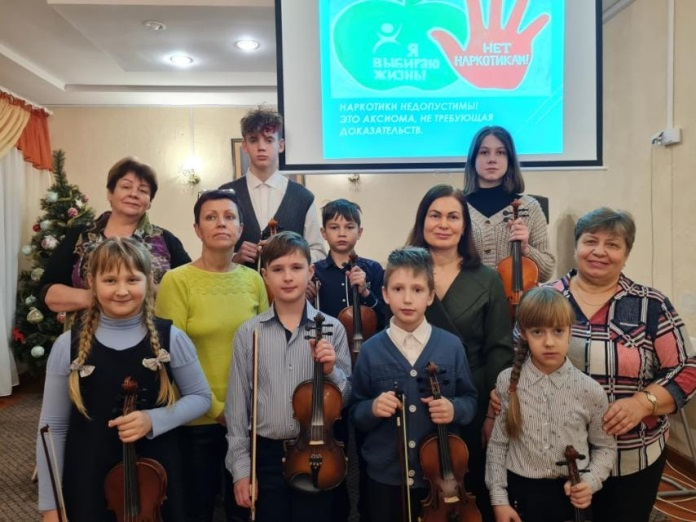 Я
ВЫБИРАЮ
ЖИЗНЬ!
НЕТ
НАРКОТИКАМ!
НАРКОТИКИ НЕДОПУСТИМЫ!
ЭТО АКСИОМА, НЕ ТРЕБУЮЩАЯ
ДОКАЗАТЕЛЬСТВ.